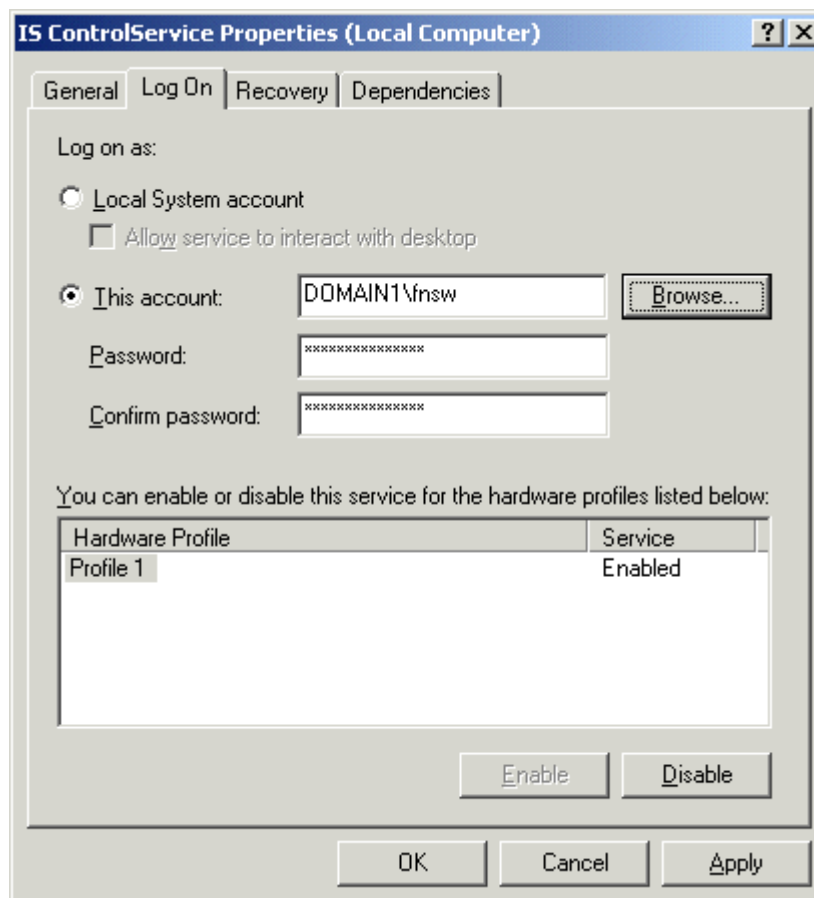 IS ControlService Properties (Local Computer) ? X
General Log On Recovery Dependencies
Log on as:
Local System account
Allow service to interact with desktop
This account: DOMAIN1\fnsw Browse...
Password: ***************
Confirm password: ***************
You can enable or disable this service for the hardware profiles listed below:
Hardware Profile Service
Profile 1 Enabled
Enable Disable
OK Cancel Apply